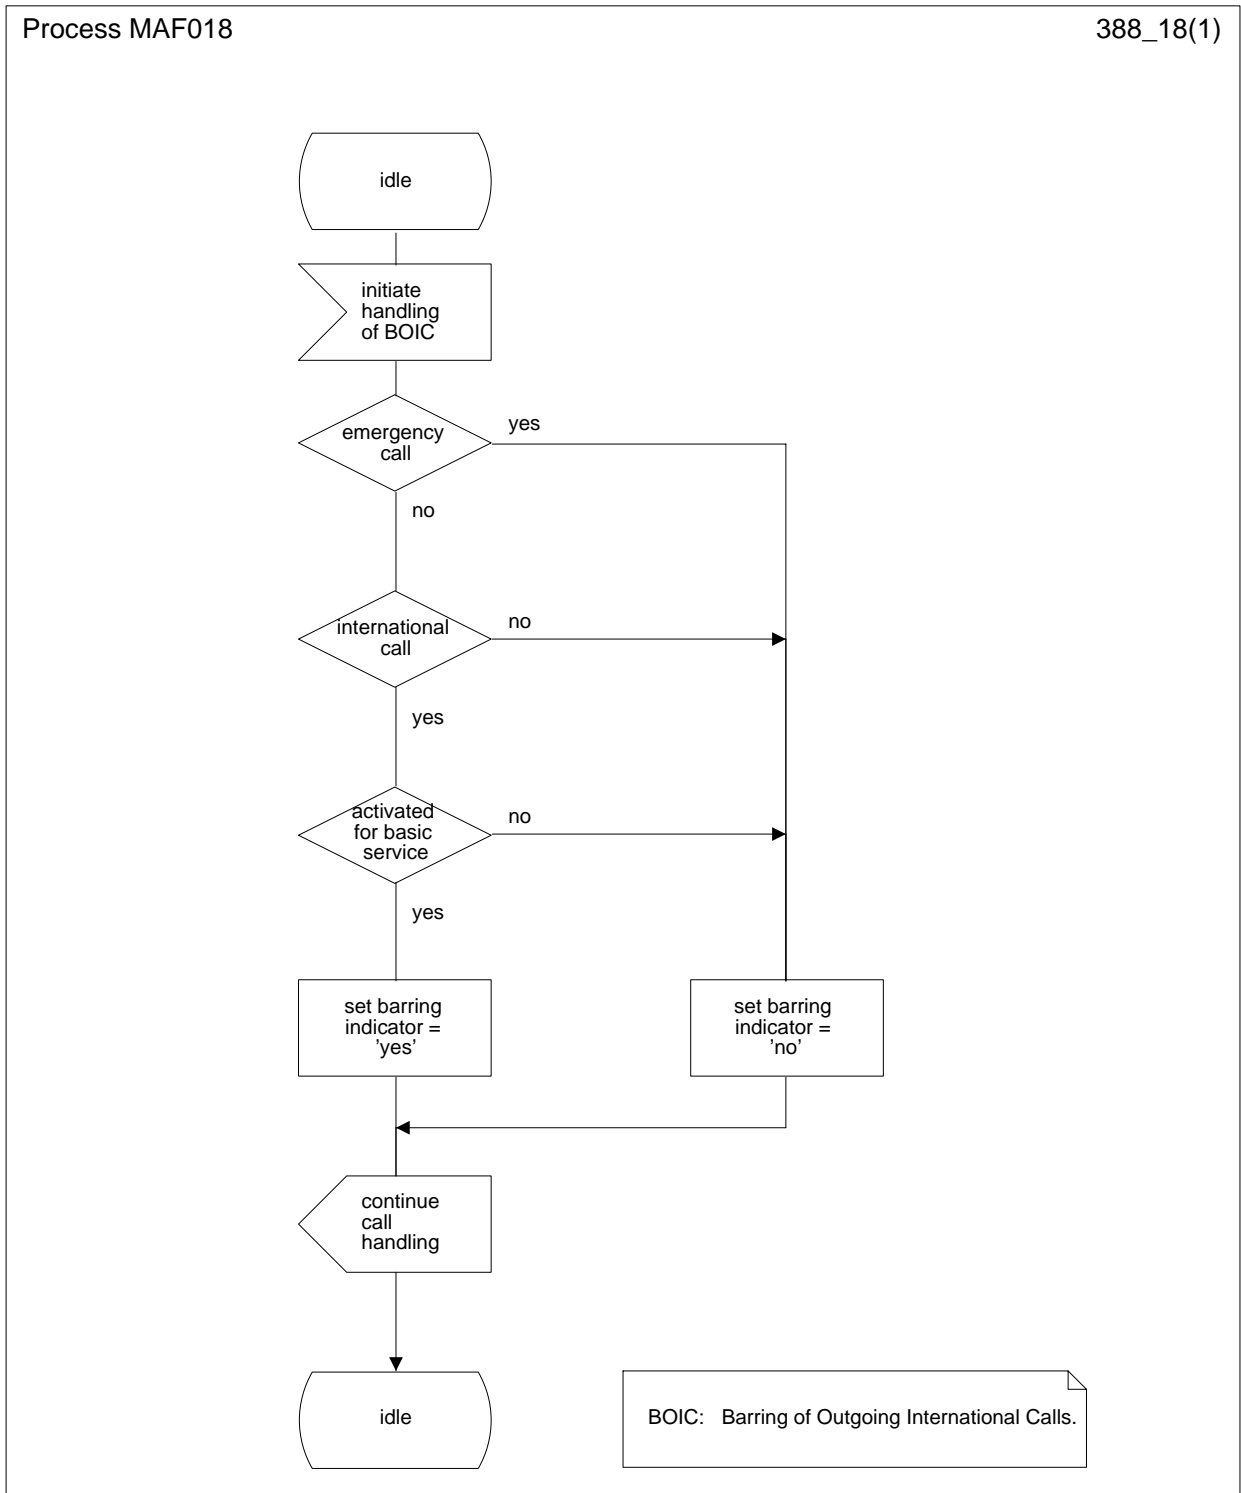 Process MAF018
388_18(1)
idle
initiate
handling
of BOIC
emergency
call
yes
no
international
call
no
yes
activated
for basic
service
no
yes
set barring
indicator =
’yes’
set barring
indicator =
’no’
continue
call
handling
idle
BOIC: Barring of Outgoing International Calls.